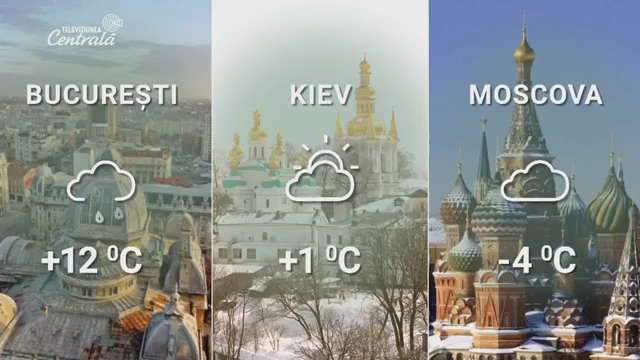 TELEVIZIUNEA
Centrală
BUCUREȘTI
KIEV
MOSCOVA
+12 ⁰C
+1 ⁰C
-4 ⁰C